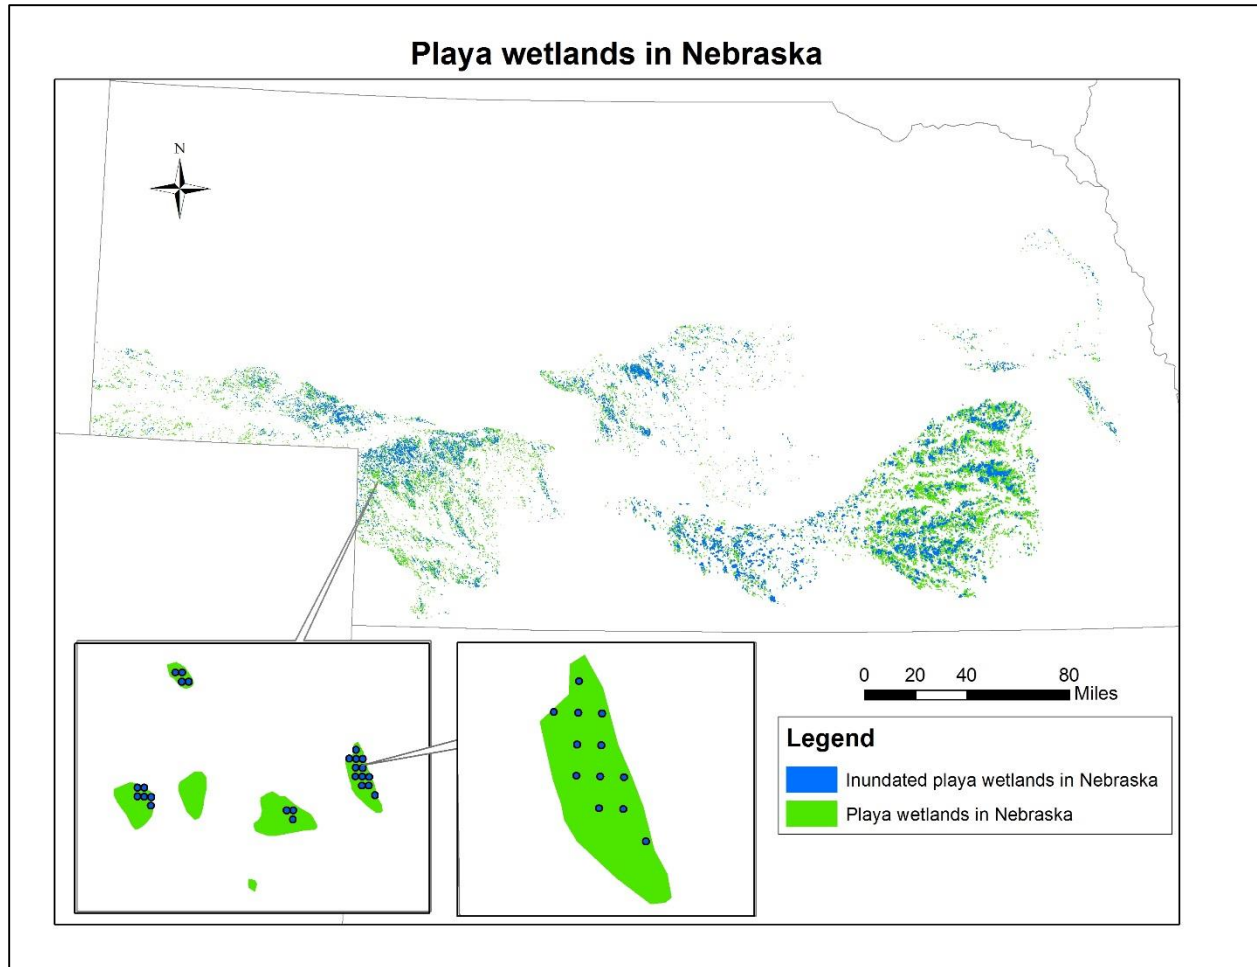 Playa wetlands in Nebraska
N
0 20 40 80
Miles
Legend
Inundated playa wetlands in Nebraska
Playa wetlands in Nebraska